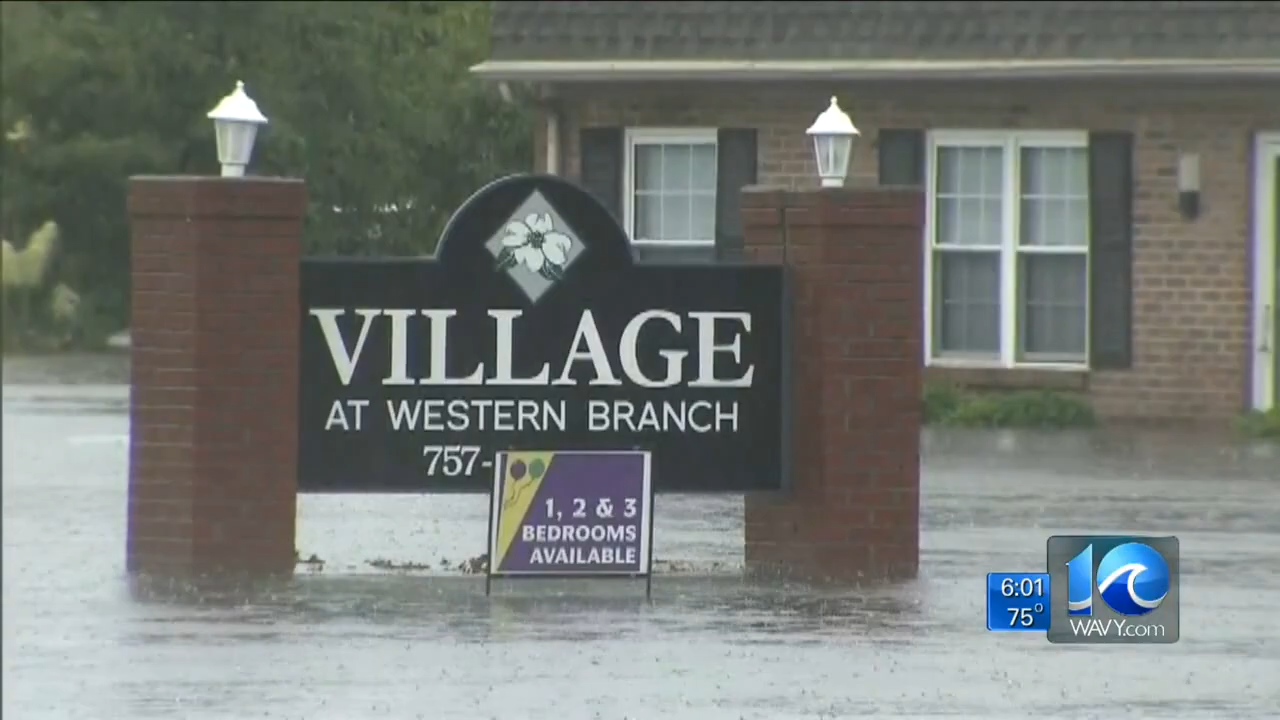 VILLAGE
AT WESTERN BRANCH
757-
1, 2 & 3
BEDROOMS
AVAILABLE
6:01
75°
10
WAVY.com